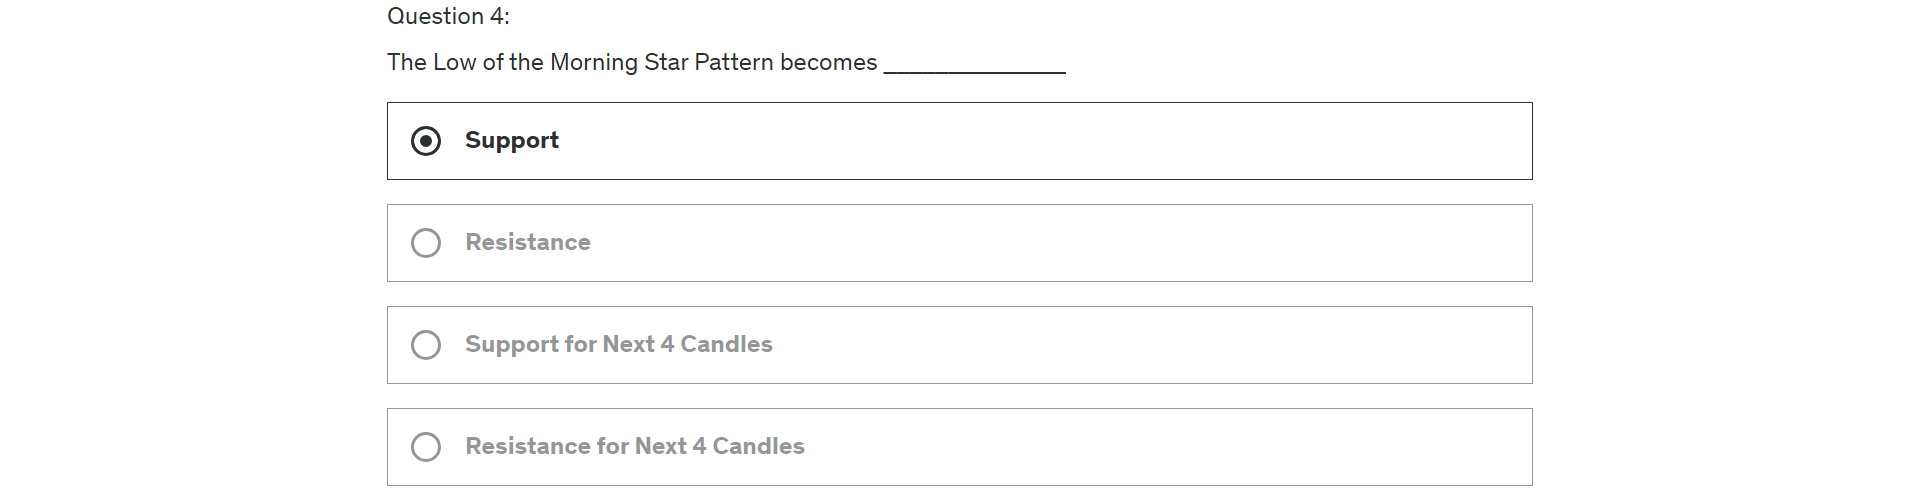 Question 4:
The Low of the Morning Star Pattern becomes _______________
Support
Resistance
Support for Next 4 Candles
Resistance for Next 4 Candles